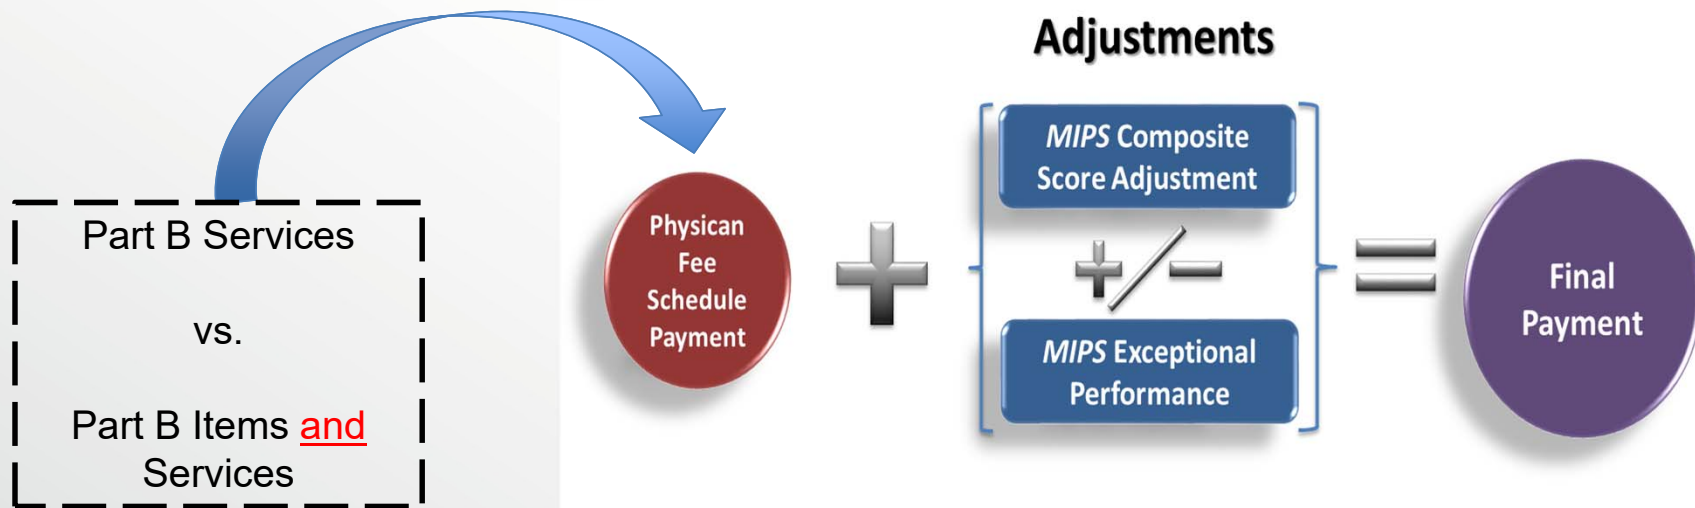 Adjustments
Part B Services
vs.
Part B Items and
Services
Physican
Fee
Schedule
Payment
+
MIPS Composite
Score Adjustment
+/-
MIPS Exceptional
Performance
=
Final
Payment